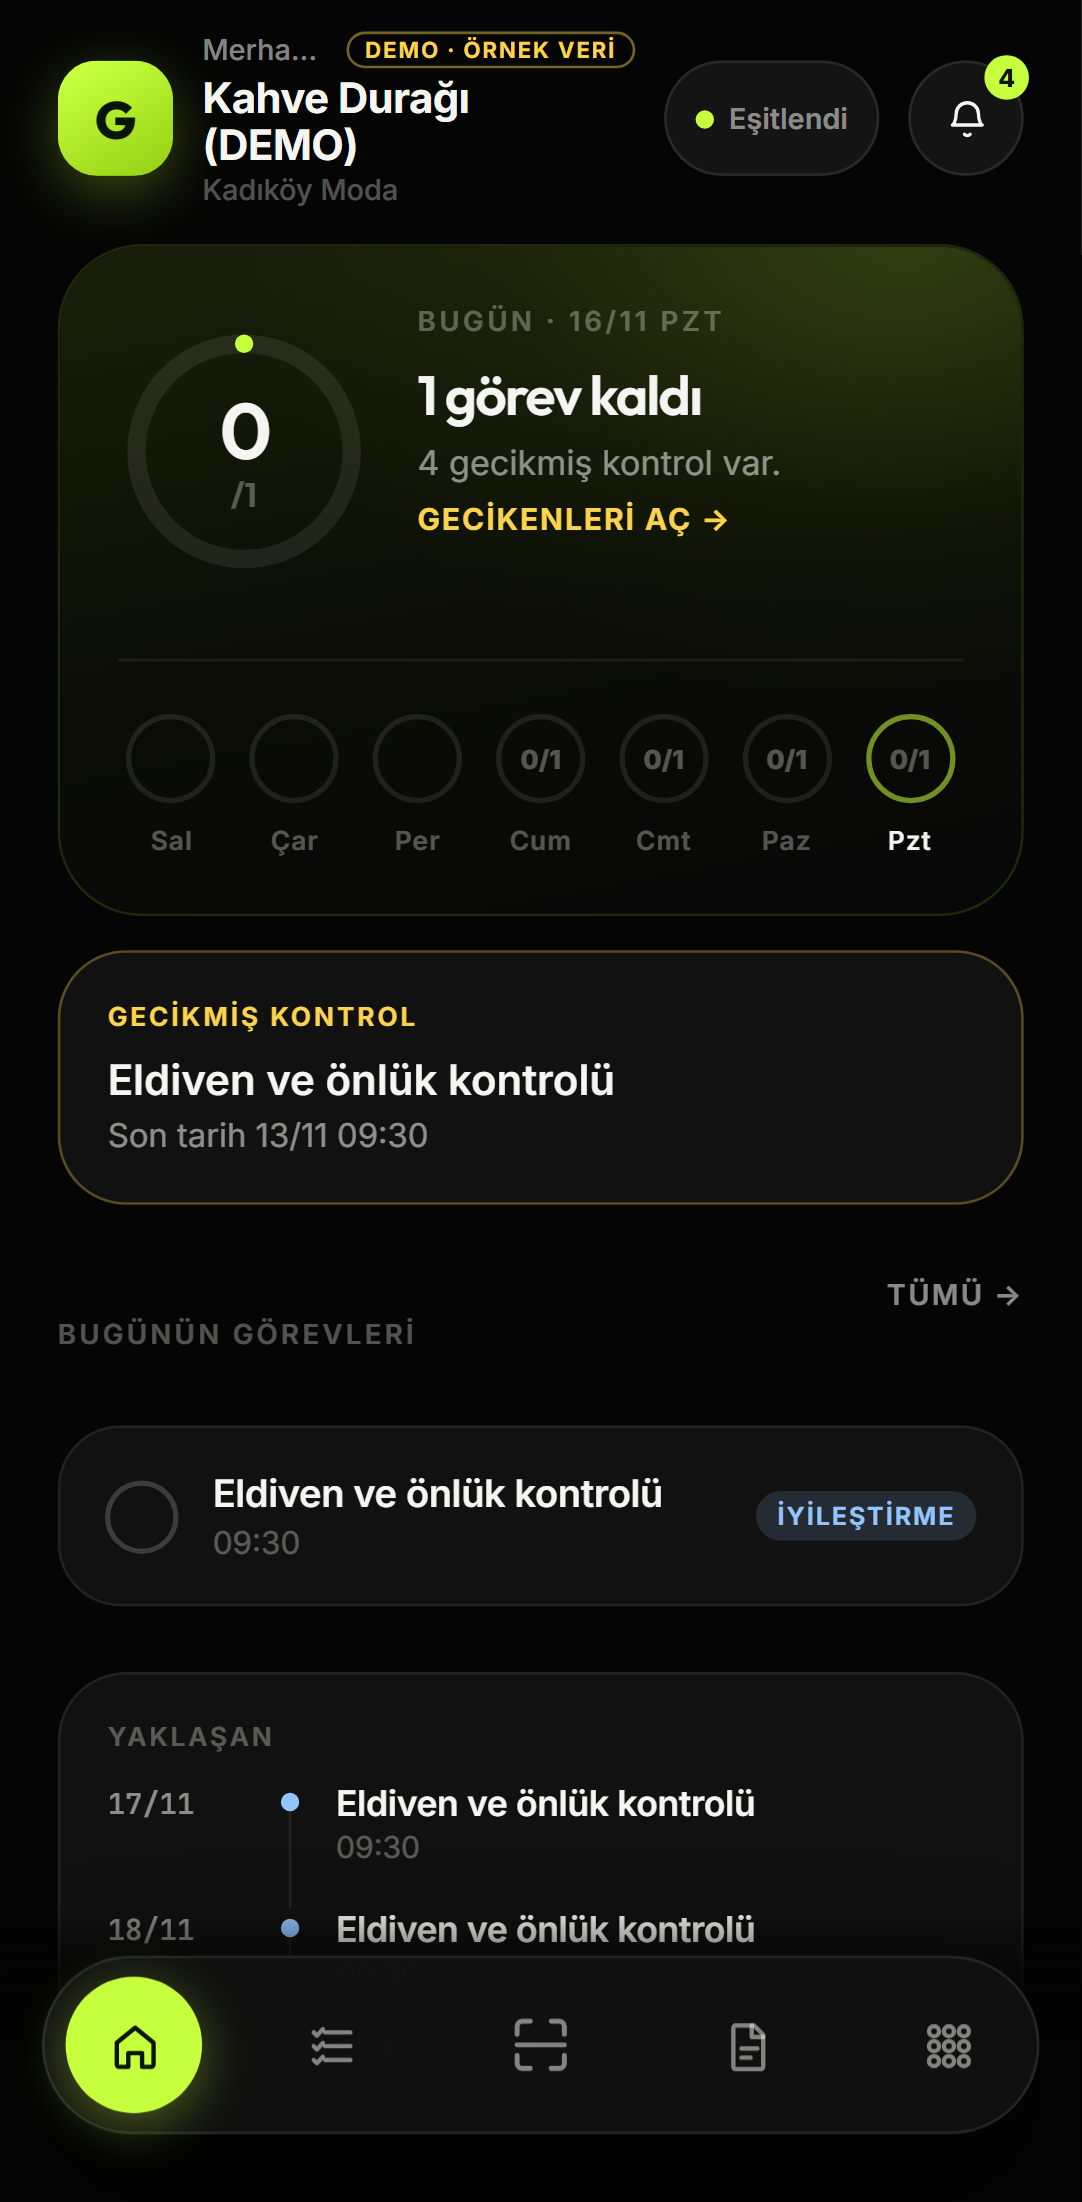 G
Merha...
DEMO · ÖRNEK VERİ
Kahve Durağı
(DEMO)
Kadıköy Moda
Eşitlendi
4
BUGÜN · 16/11 PZT
0
/1
1 görev kaldı
4 gecikmiş kontrol var.
GECİKENLERİ AÇ →
0/1 0/1 0/1 0/1
Sal Çar Per Cum Cmt Paz Pzt
GECİKMİŞ KONTROL
Eldiven ve önlük kontrolü
Son tarih 13/11 09:30
TÜMÜ →
BUGÜNÜN GÖREVLERİ
Eldiven ve önlük kontrolü
09:30
İYİLEŞTİRME
YAKLAŞAN
17/11 Eldiven ve önlük kontrolü
09:30
18/11 Eldiven ve önlük kontrolü
09:30